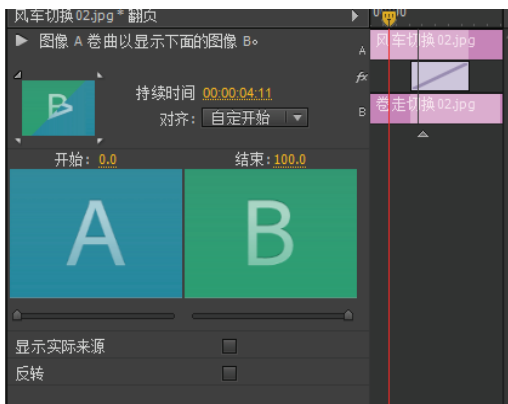 风车切换02.jpg * 翻页
图像 A 卷曲以显示下面的图像 B。
持续时间 00:00:04:11
对齐: 自定开始
开始: 0.0 结束: 100.0
A B
显示实际来源
反转
A 风车切换02.jpg
fx
B 卷走切换02.jpg